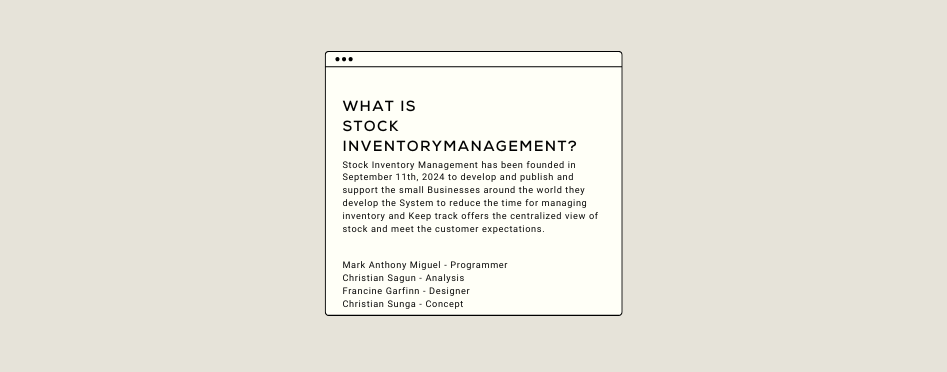 WHAT IS
STOCK
INVENTORYMANAGEMENT?
Stock Inventory Management has been founded in
September 11th, 2024 to develop and publish and
support the small Businesses around the world they
develop the System to reduce the time for managing
inventory and Keep track offers the centralized view of
stock and meet the customer expectations.
Mark Anthony Miguel - Programmer
Christian Sagun - Analysis
Francine Garfinn - Designer
Christian Sunga - Concept